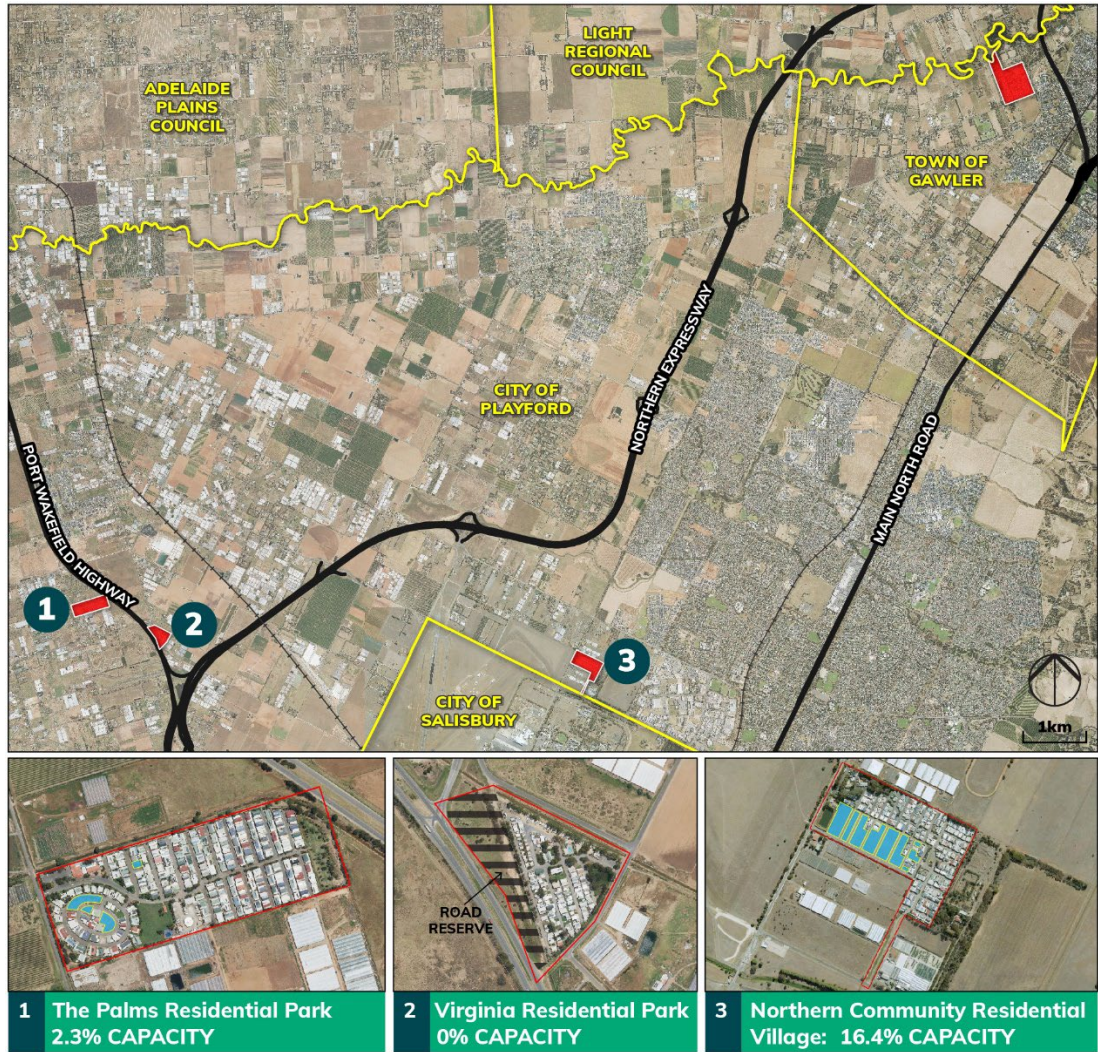 LIGHT
REGIONAL
COUNCIL
ADELAIDE
PLAINS
COUNCIL
TOWN OF
GAWLER
CITY OF
PLAYFORD
NORTHERN EXPRESSWAY
MAIN NORTH ROAD
PORT WAKEFIELD HIGHWAY
1
2
3
CITY OF
SALISBURY
1km
ROAD
RESERVE
1 The Palms Residential Park
2.3% CAPACITY
2 Virginia Residential Park
0% CAPACITY
3 Northern Community Residential
Village: 16.4% CAPACITY